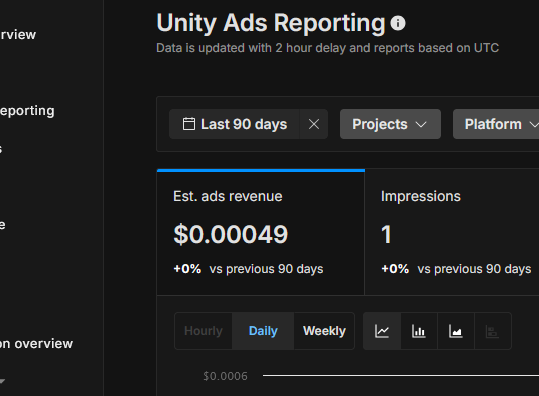 Unity Ads Reporting
Data is updated with 2 hour delay and reports based on UTC
rview
eporting
s
e
on overview
Last 90 days
Projects
Platform
Est. ads revenue
$0.00049
+0% vs previous 90 days
Impressions
1
+0% vs previous 90 days
Hourly
Daily
Weekly
$0.0006